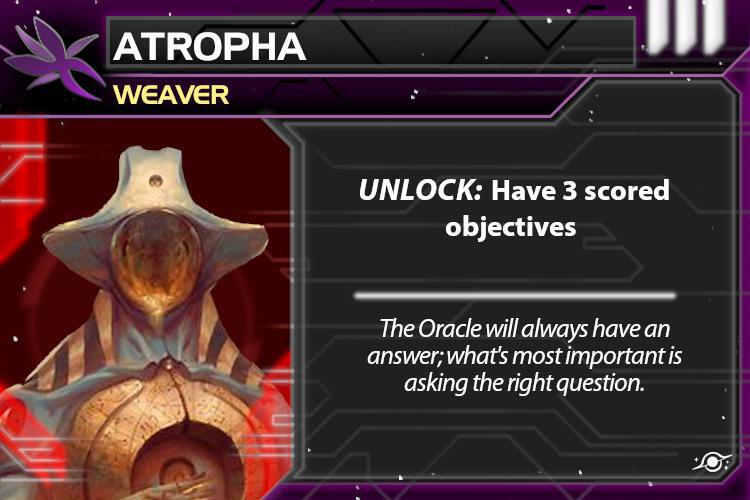 ATROPHA
WEAVER
UNLOCK: Have 3 scored
objectives
The Oracle will always have an
answer; what's most important is
asking the right question.